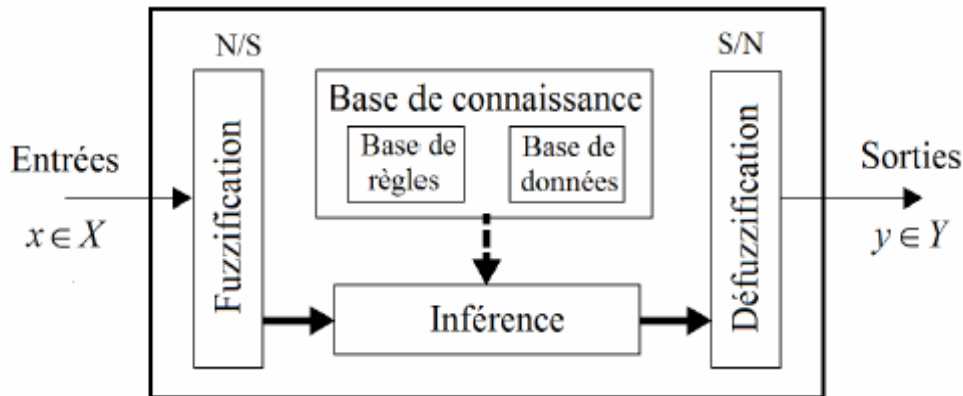 N/S
S/N
Base de connaissance
Base de
règles
Base de
données
Entrées
x ∈ X
Fuzzification
Inférence
Défuzzification
Sorties
y ∈ Y